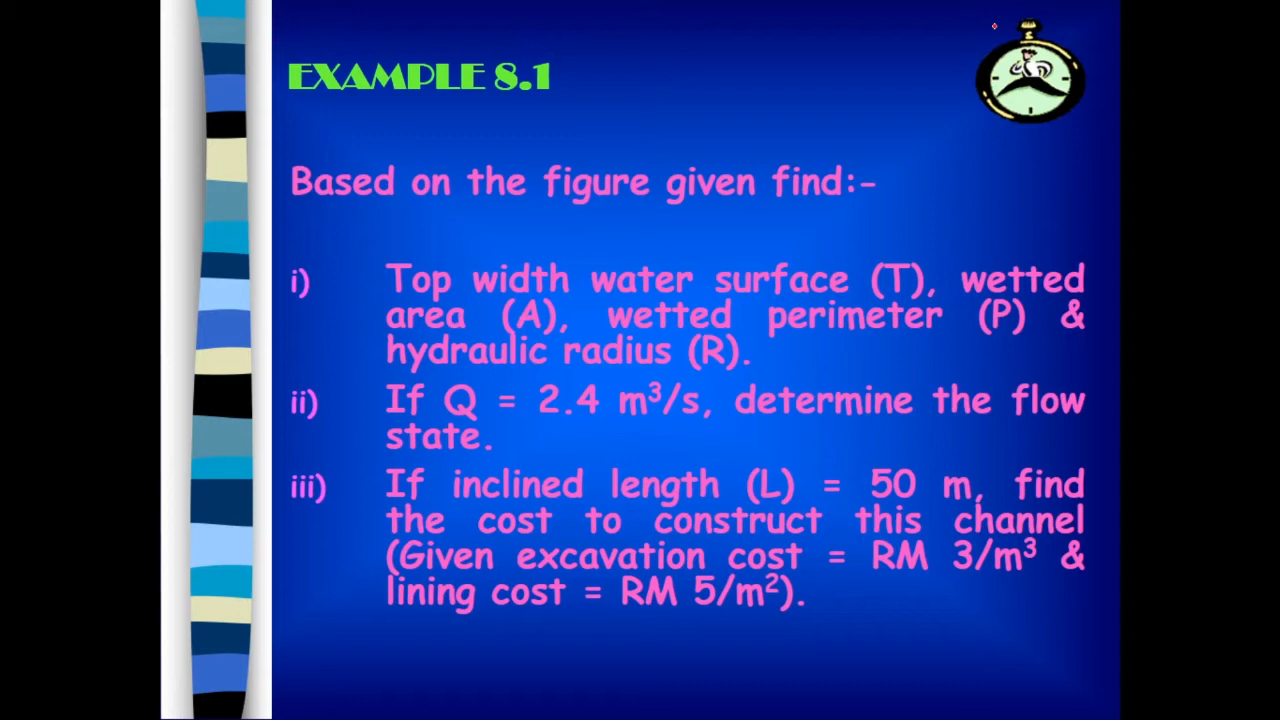 EXAMPLE 8.1
Based on the figure given find:-
i) Top width water surface (T), wetted
area (A), wetted perimeter (P) &
hydraulic radius (R).
ii) If Q = 2.4 m³/s, determine the flow
state.
iii) If inclined length (L) = 50 m, find
the cost to construct this channel
(Given excavation cost = RM 3/m³ &
lining cost = RM 5/m²).